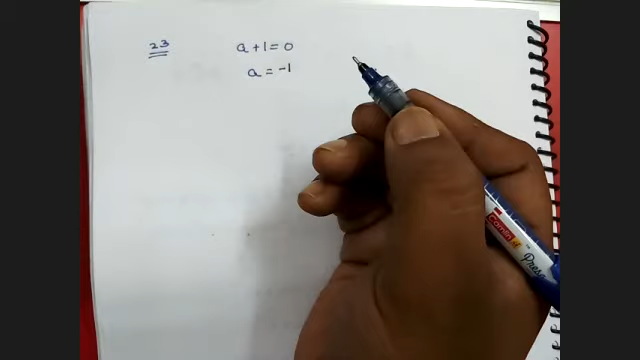 23
a + 1 = 0
a = -1